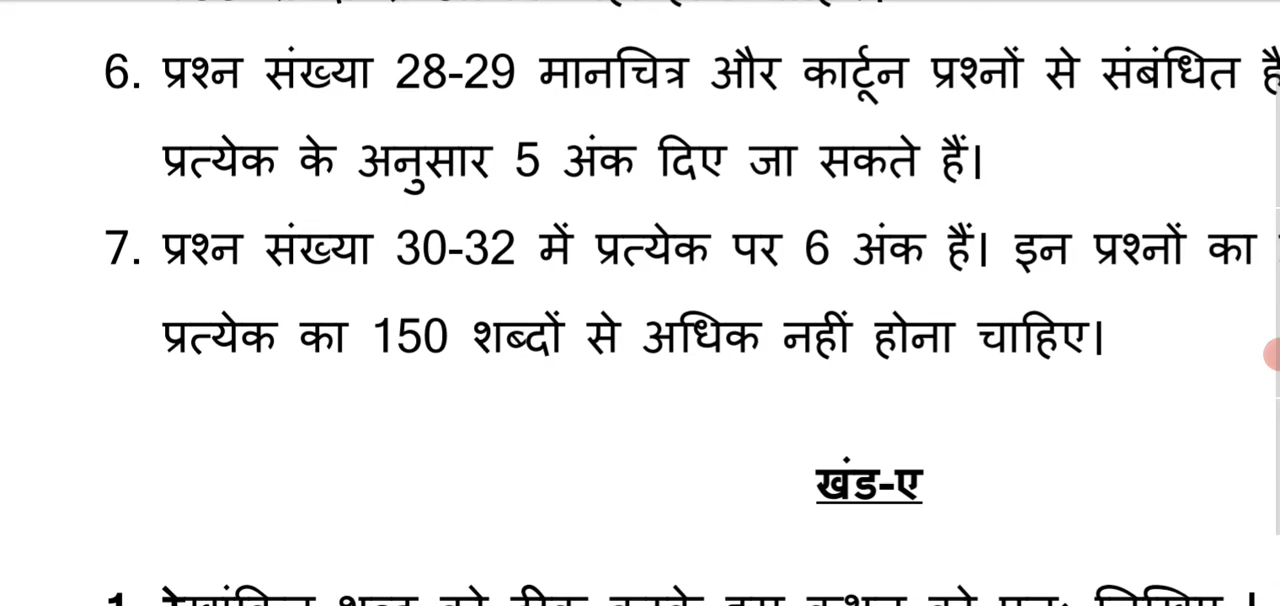 6. प्रश्न संख्या 28-29 मानचित्र और कार्टून प्रश्नों से संबंधित
प्रत्येक के अनुसार 5 अंक दिए जा सकते हैं।
7. प्रश्न संख्या 30-32 में प्रत्येक पर 6 अंक हैं। इन प्रश्नों का
प्रत्येक का 150 शब्दों से अधिक नहीं होना चाहिए।
खंड-ए